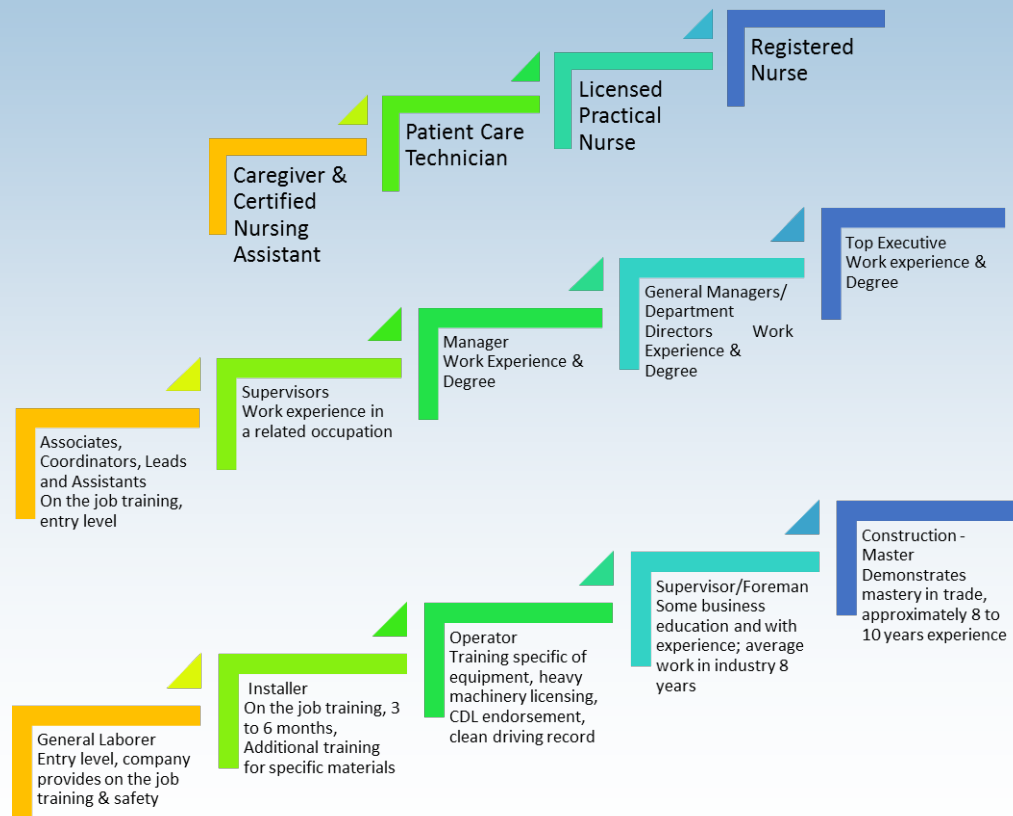 Caregiver &
Certified
Nursing
Assistant
Patient Care
Technician
Licensed
Practical
Nurse
Registered
Nurse
Associates,
Coordinators, Leads
and Assistants
On the job training,
entry level
Supervisors
Work experience in
a related occupation
Manager
Work Experience &
Degree
General Managers/
Department
Directors Work
Experience &
Degree
Top Executive
Work experience &
Degree
General Laborer
Entry level, company
provides on the job
training & safety
Installer
On the job training, 3
to 6 months,
Additional training
for specific materials
Operator
Training specific of
equipment, heavy
machinery licensing,
CDL endorsement,
clean driving record
Supervisor/Foreman
Some business
education and with
experience; average
work in industry 8
years
Construction -
Master
Demonstrates
mastery in trade,
approximately 8 to
10 years experience